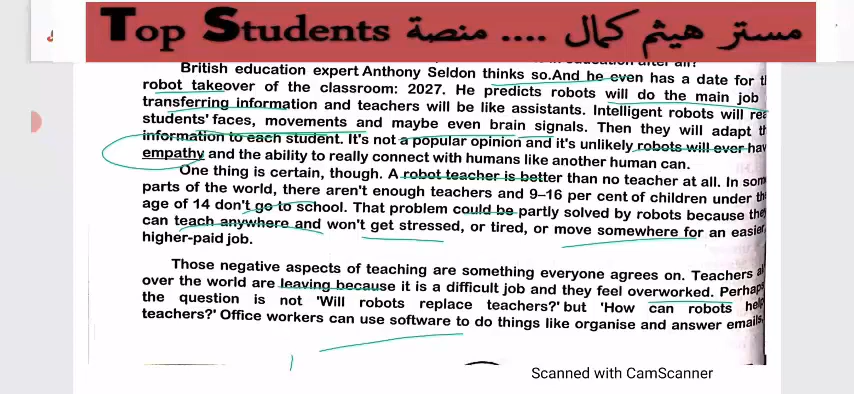 مستر هيثم كمال .... منصة Top Students
after all?
British education expert Anthony Seldon thinks so.And he even has a date for
robot takeover of the classroom: 2027. He predicts robots will do the main job
transferring information and teachers will be like assistants. Intelligent robots will
students' faces, movements and maybe even brain signals. Then they will adapt
information to each student. It's not a popular opinion and it's unlikely robots will ever
empathy and the ability to really connect with humans like another human can.
One thing is certain, though. A robot teacher is better than no teacher at all. In
parts of the world, there aren't enough teachers and 9–16 per cent of children under the
age of 14 don't go to school. That problem could be partly solved by robots because they
can teach anywhere and won't get stressed, or tired, or move somewhere for an easier,
higher-paid job.
Those negative aspects of teaching are something everyone agrees on. Teachers
over the world are leaving because it is a difficult job and they feel overworked. Perhaps
the question is not 'Will robots replace teachers?' but 'How can robots help
teachers?' Office workers can use software to do things like organise and answer emails,
Scanned with CamScanner